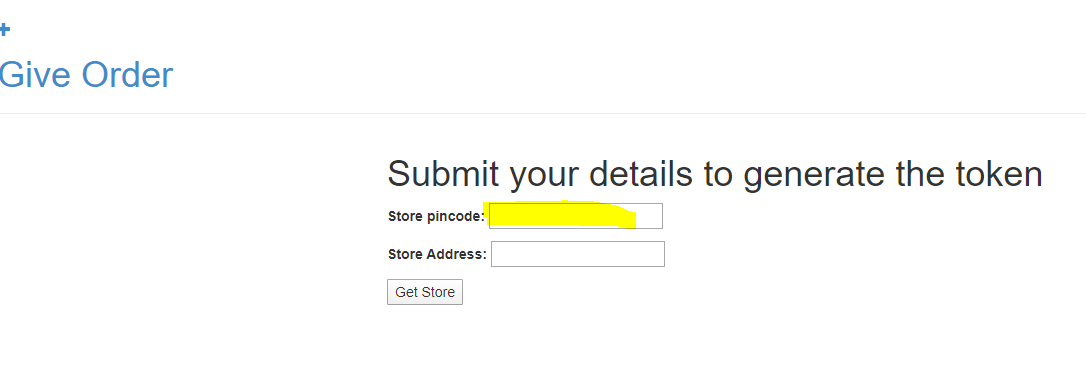 Give Order
Submit your details to generate the token
Store pincode:
Store Address:
Get Store